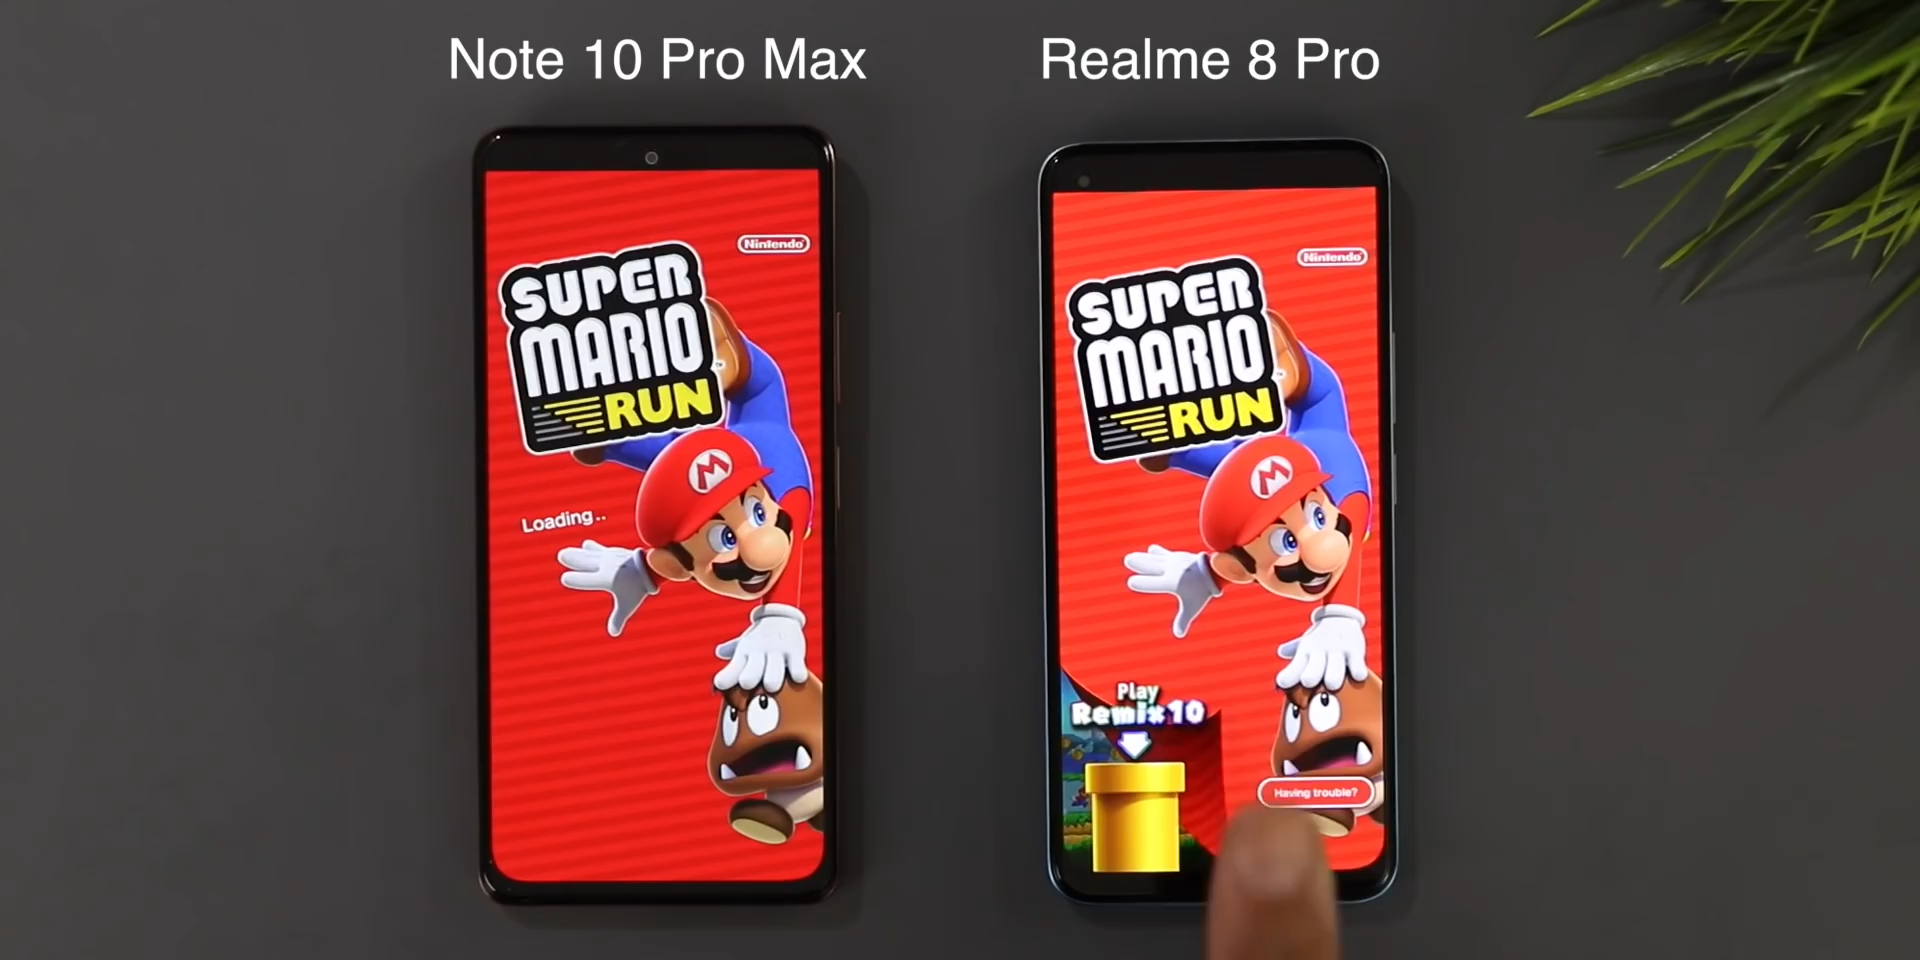 Note 10 Pro Max
Realme 8 Pro
Nintendo
SUPER
MARIO
RUN
Loading..
M
Nintendo
SUPER
MARIO
RUN
M
Play
Remix 10
Having trouble?